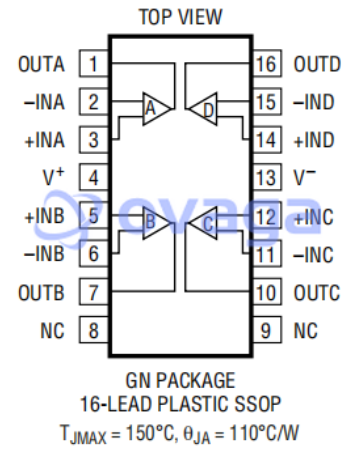 TOP VIEW
OUTA 1 16 OUTD
–INA 2 A D 15 –IND
+INA 3 14 +IND
V+ 4 13 V–
+INB 5 B C 12 +INC
ovaga
–INB 6 11 –INC
OUTB 7 10 OUTC
NC 8 9 NC
GN PACKAGE
16-LEAD PLASTIC SSOP
TJMAX = 150°C, θJA = 110°C/W